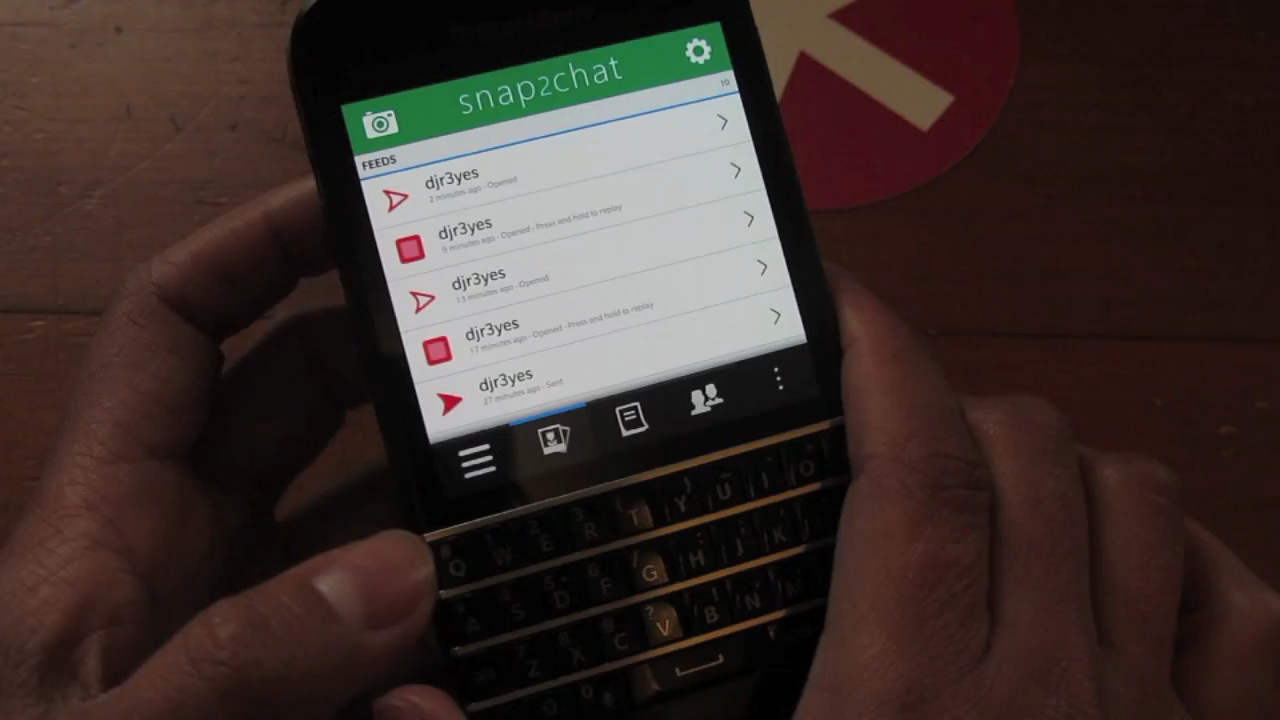 snap2chat
FEEDS
10
djr3yes
2 minutes ago - Opened
djr3yes
9 minutes ago - Opened - Press and hold to replay
djr3yes
13 minutes ago - Opened
djr3yes
17 minutes ago - Opened - Press and hold to replay
djr3yes
27 minutes ago - Sent
Q W E R T Y U I O
A S D F G H J K
Z X C V B N M